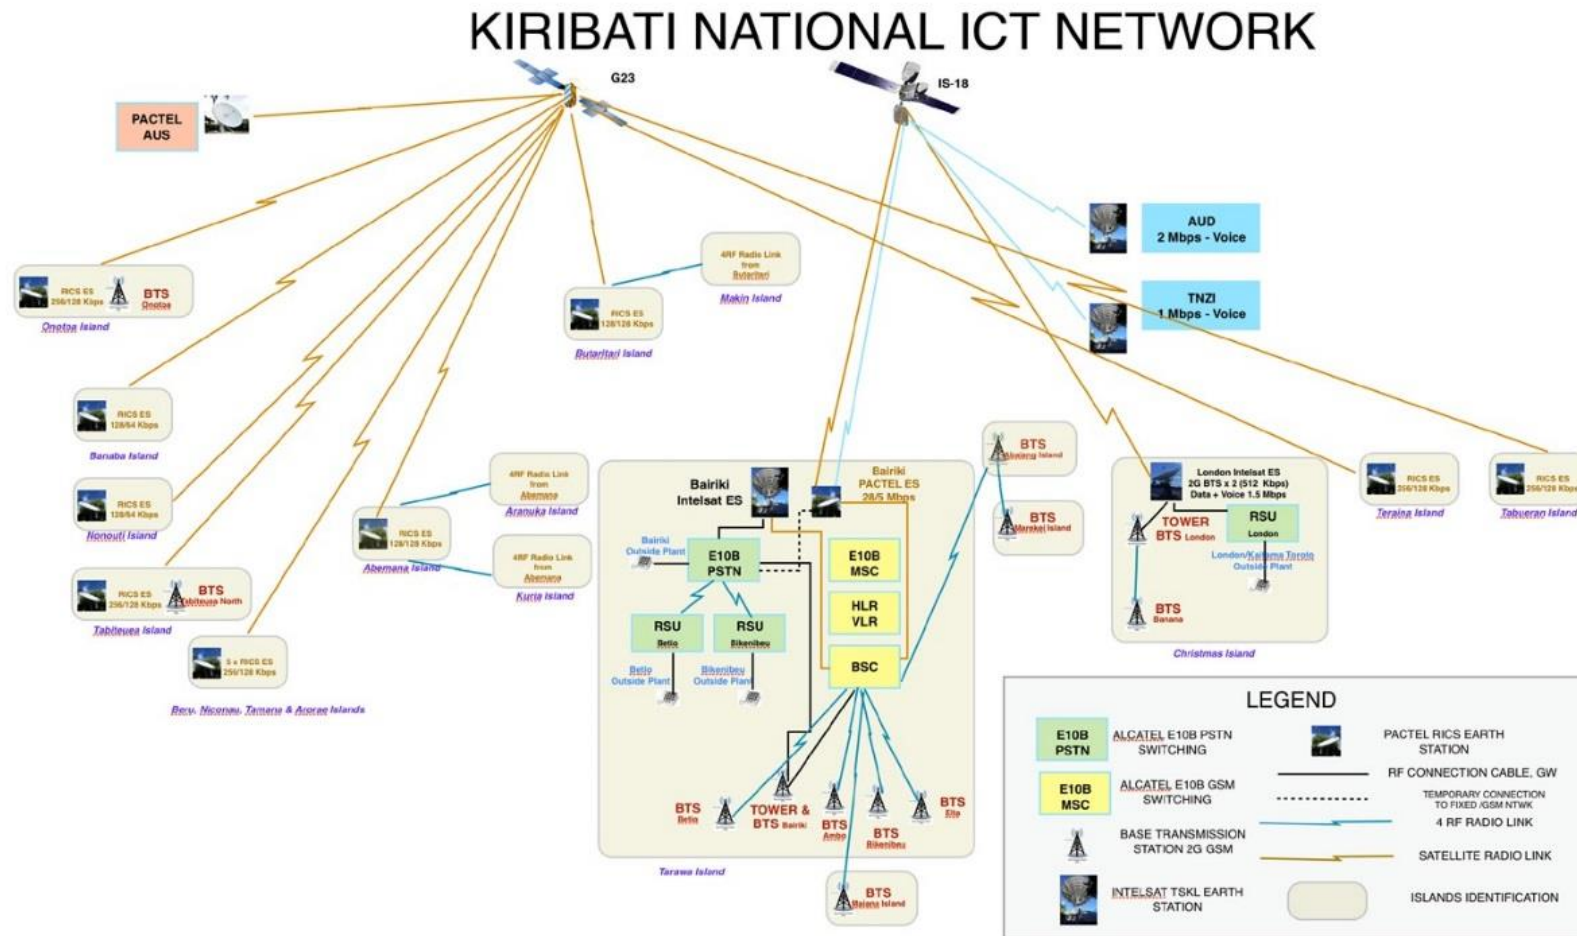 KIRIBATI NATIONAL ICT NETWORK
G23
IS-18
PACTEL
AUS
AUD
2 Mbps - Voice
TNZI
1 Mbps - Voice
RICS ES
256/128 Kbps
BTS
Onotoa
Onotoa Island
4RF Radio Link
from
Butaritari
Makin Island
RICS ES
128/128 Kbps
Butaritari Island
RICS ES
128/64 Kbps
Banaba Island
RICS ES
128/64 Kbps
Nonouti Island
RICS ES
256/128 Kbps
BTS
Tabiteuea North
Tabiteuea Island
5 x RICS ES
256/128 Kbps
Beru, Niconau, Tamana & Arorae Islands
4RF Radio Link
from
Abemana
Aranuka Island
RICS ES
128/128 Kbps
Abemana Island
4RF Radio Link
from
Abemana
Kuria Island
Bairiki
Intelsat ES
Bairiki
PACTEL ES
28/5 Mbps
Bairiki
Outside Plant
E10B
PSTN
E10B
MSC
HLR
VLR
RSU
Betio
RSU
Bikenibeu
BSC
Betio
Outside Plant
Bikenibeu
Outside Plant
BTS
Betio
TOWER &
BTS Bairiki
BTS
Ambo
BTS
Bikenibeu
BTS
Eita
Tarawa Island
BTS
Maiana Island
BTS
Abaiang Island
BTS
Marakei Island
London Intelsat ES
2G BTS x 2 (512 Kbps)
Data + Voice 1.5 Mbps
TOWER
BTS London
RSU
London
London/Kaitama Torolo
Outside Plant
BTS
Banana
Christmas Island
RICS ES
256/128 Kbps
Teraina Island
RICS ES
256/128 Kbps
Tabueran Island
LEGEND
E10B
PSTN
ALCATEL E10B PSTN
SWITCHING
PACTEL RICS EARTH
STATION
E10B
MSC
ALCATEL E10B GSM
SWITCHING
RF CONNECTION CABLE, GW
TEMPORARY CONNECTION
TO FIXED /GSM NTWK
4 RF RADIO LINK
BASE TRANSMISSION
STATION 2G GSM
SATELLITE RADIO LINK
INTELSAT TSKL EARTH
STATION
ISLANDS IDENTIFICATION